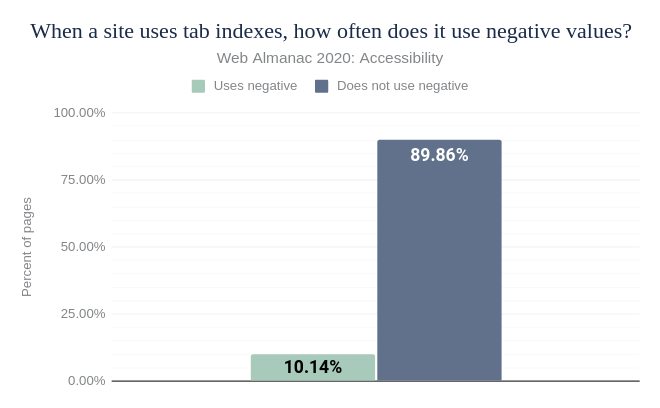 When a site uses tab indexes, how often does it use negative values?
Web Almanac 2020: Accessibility
Uses negative
Does not use negative
100.00%
75.00%
50.00%
25.00%
0.00%
Percent of pages
89.86%
10.14%